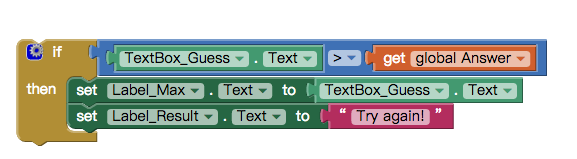 if TextBox_Guess . Text > get global Answer
then set Label_Max . Text to TextBox_Guess . Text
set Label_Result . Text to “ Try again! ”